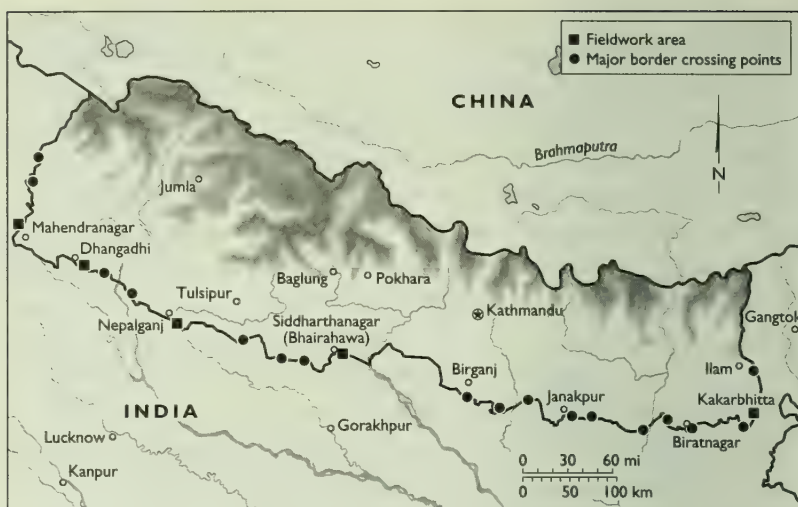 Fieldwork area
Major border crossing points
CHINA
Brahmaputra
N
Jumla
Mahendranagar
Dhangadhi
Baglung
Pokhara
Tulsipur
Kathmandu
Gangtok
Nepalganj
Siddharthanagar
(Bhairahawa)
Birganj
Ilam
Janakpur
Kakarbhitta
INDIA
Gorakhpur
Biratnagar
Lucknow
Kanpur
0 30 60 mi
0 50 100 km